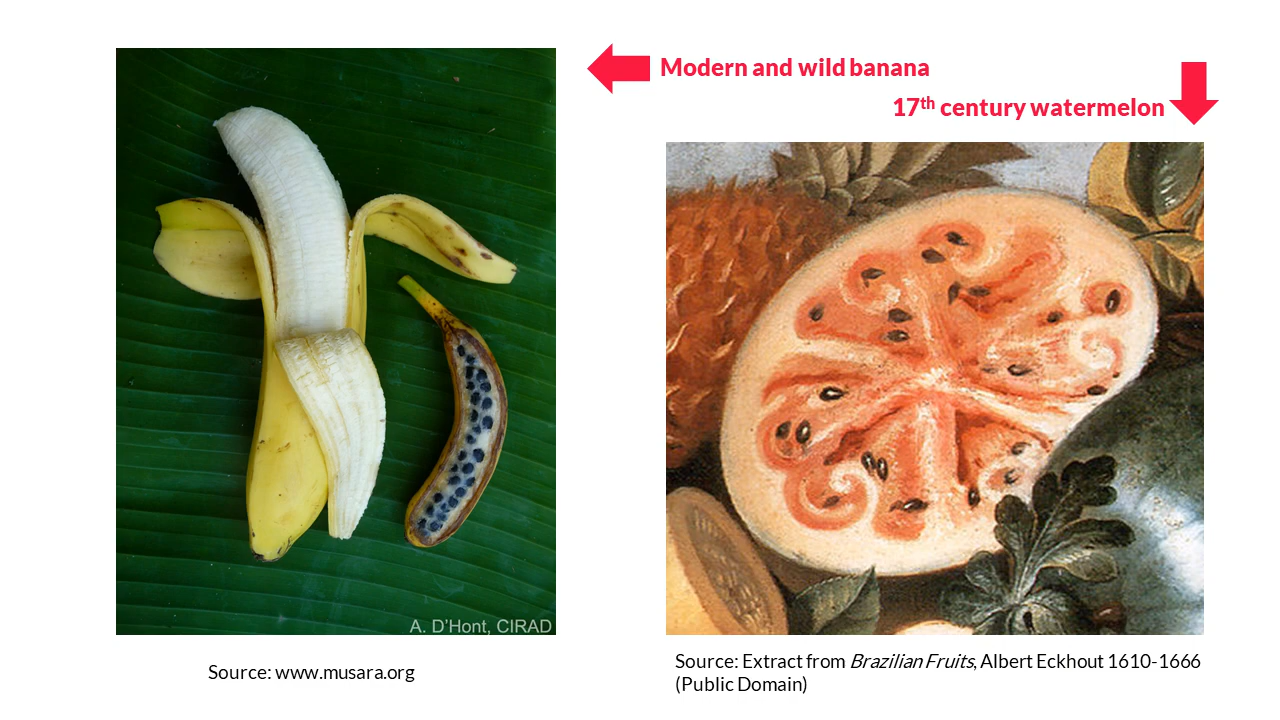 Modern and wild banana
17th century watermelon
A. D'Hont, CIRAD
Source: www.musara.org
Source: Extract from Brazilian Fruits, Albert Eckhout 1610-1666
(Public Domain)